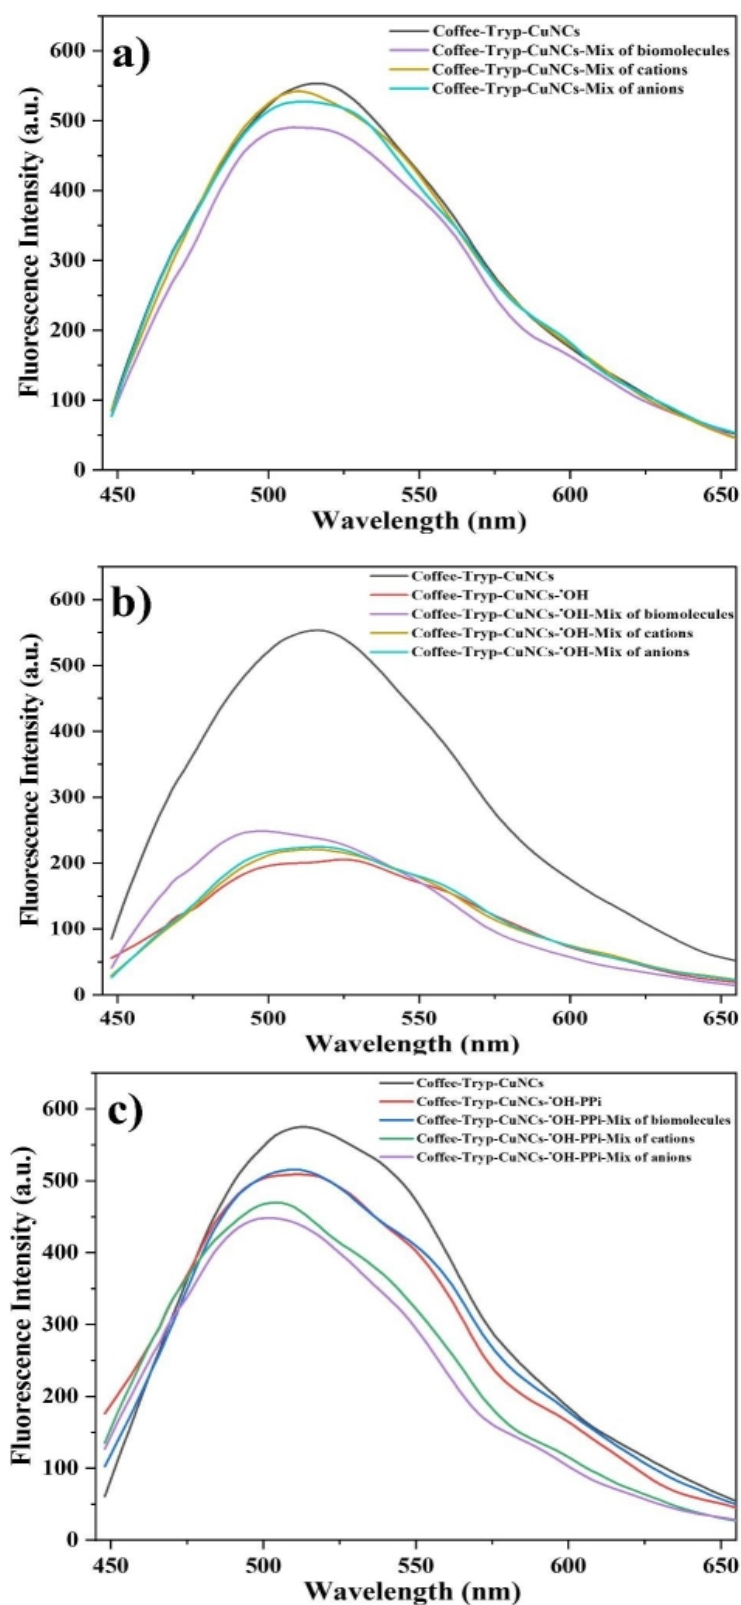 a)
Coffee-Tryp-CuNCs
Coffee-Tryp-CuNCs-Mix of biomolecules
Coffee-Tryp-CuNCs-Mix of cations
Coffee-Tryp-CuNCs-Mix of anions
Fluorescence Intensity (a.u.)
600
500
400
300
200
100
0
450 500 550 600 650
Wavelength (nm)
b)
Coffee-Tryp-CuNCs
Coffee-Tryp-CuNCs-•OH
Coffee-Tryp-CuNCs-•OH-Mix of biomolecules
Coffee-Tryp-CuNCs-•OH-Mix of cations
Coffee-Tryp-CuNCs-•OH-Mix of anions
Fluorescence Intensity (a.u.)
600
500
400
300
200
100
0
450 500 550 600 650
Wavelength (nm)
c)
Coffee-Tryp-CuNCs
Coffee-Tryp-CuNCs-•OH-PPi
Coffee-Tryp-CuNCs-•OH-PPi-Mix of biomolecules
Coffee-Tryp-CuNCs-•OH-PPi-Mix of cations
Coffee-Tryp-CuNCs-•OH-PPi-Mix of anions
Fluorescence Intensity (a.u.)
600
500
400
300
200
100
0
450 500 550 600 650
Wavelength (nm)